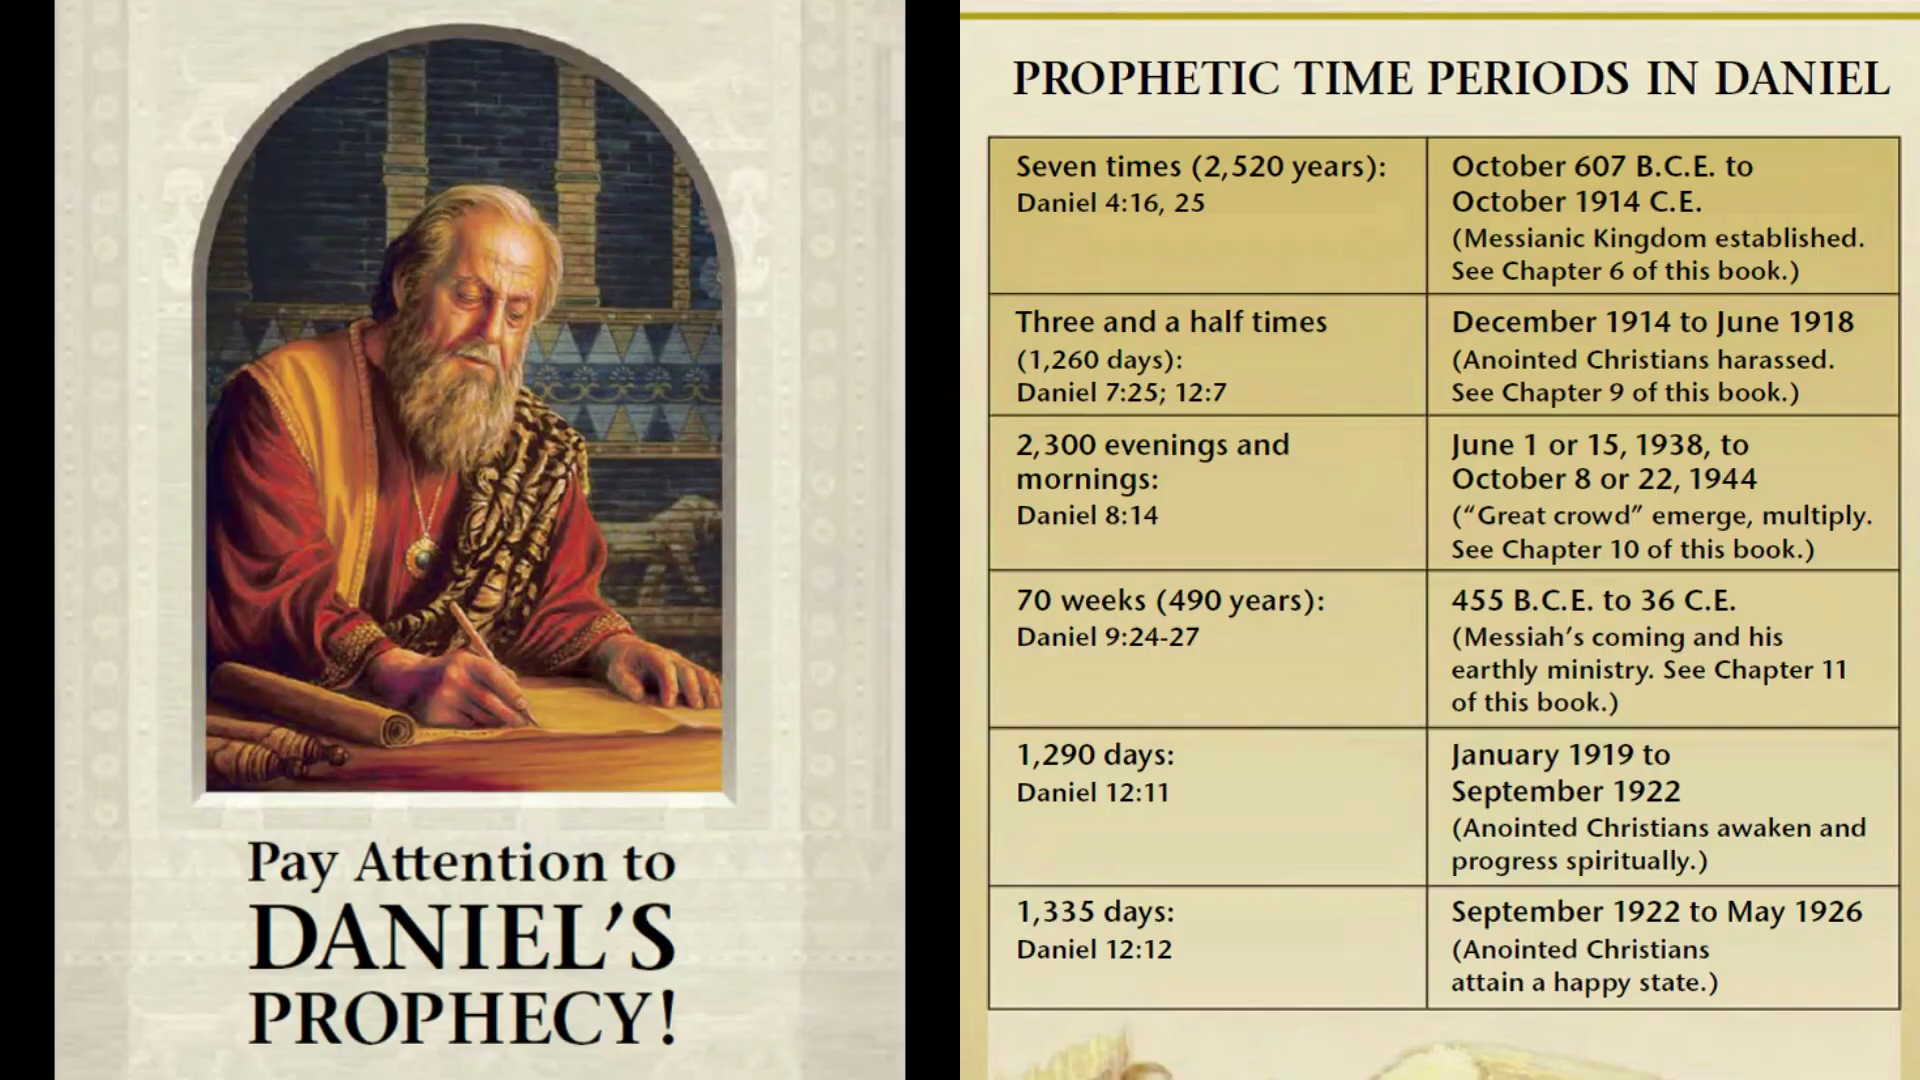 Pay Attention to
DANIEL'S
PROPHECY!
PROPHETIC TIME PERIODS IN DANIEL
Seven times (2,520 years):
Daniel 4:16, 25
October 607 B.C.E. to
October 1914 C.E.
(Messianic Kingdom established.
See Chapter 6 of this book.)
Three and a half times
(1,260 days):
Daniel 7:25; 12:7
December 1914 to June 1918
(Anointed Christians harassed.
See Chapter 9 of this book.)
2,300 evenings and
mornings:
Daniel 8:14
June 1 or 15, 1938, to
October 8 or 22, 1944
(“Great crowd” emerge, multiply.
See Chapter 10 of this book.)
70 weeks (490 years):
Daniel 9:24-27
455 B.C.E. to 36 C.E.
(Messiah’s coming and his
earthly ministry. See Chapter 11
of this book.)
1,290 days:
Daniel 12:11
January 1919 to
September 1922
(Anointed Christians awaken and
progress spiritually.)
1,335 days:
Daniel 12:12
September 1922 to May 1926
(Anointed Christians
attain a happy state.)